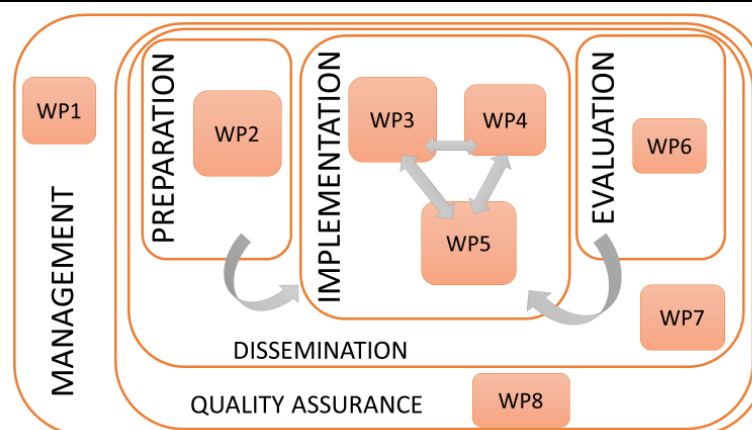 MANAGEMENT
WP1
PREPARATION
WP2
IMPLEMENTATION
WP3
WP4
WP5
EVALUATION
WP6
DISSEMINATION
WP7
QUALITY ASSURANCE
WP8